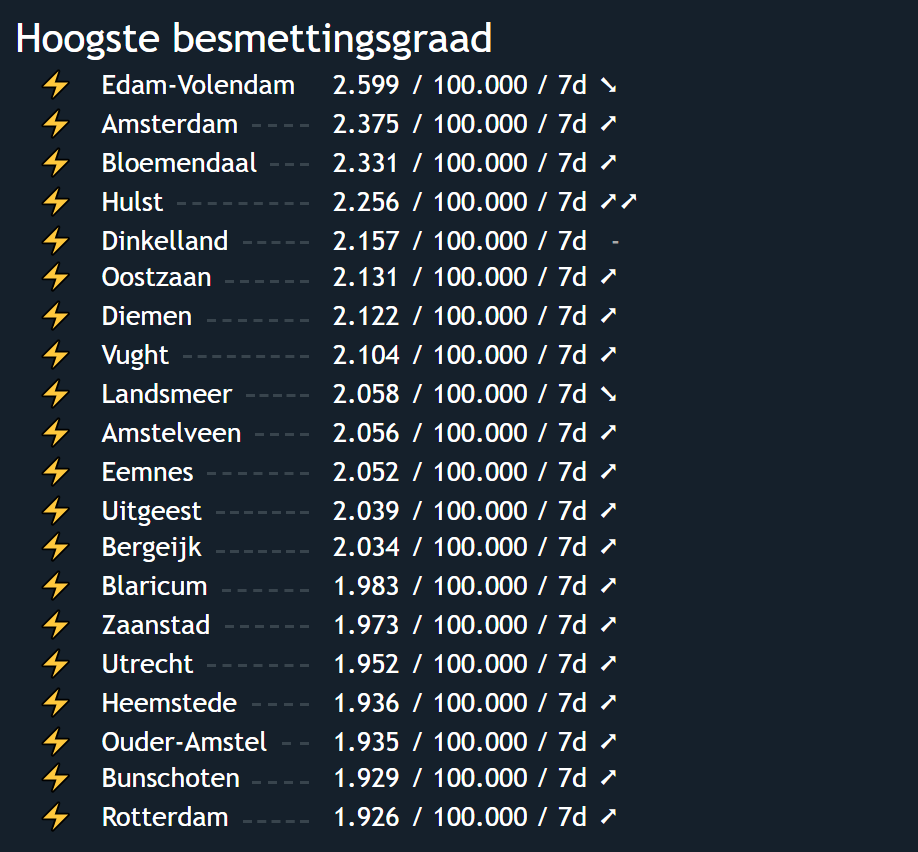 Hoogste besmettingsgraad
⚡ Edam-Volendam 2.599 / 100.000 / 7d ➘
⚡ Amsterdam ---- 2.375 / 100.000 / 7d ➚
⚡ Bloemendaal --- 2.331 / 100.000 / 7d ➚
⚡ Hulst --------- 2.256 / 100.000 / 7d ➚➚
⚡ Dinkelland ----- 2.157 / 100.000 / 7d -
⚡ Oostzaan ------ 2.131 / 100.000 / 7d ➚
⚡ Diemen ------- 2.122 / 100.000 / 7d ➚
⚡ Vught -------- 2.104 / 100.000 / 7d ➚
⚡ Landsmeer ----- 2.058 / 100.000 / 7d ➘
⚡ Amstelveen ---- 2.056 / 100.000 / 7d ➚
⚡ Eemnes ------- 2.052 / 100.000 / 7d ➚
⚡ Uitgeest ------ 2.039 / 100.000 / 7d ➚
⚡ Bergeijk ------ 2.034 / 100.000 / 7d ➚
⚡ Blaricum ------ 1.983 / 100.000 / 7d ➚
⚡ Zaanstad ------ 1.973 / 100.000 / 7d ➚
⚡ Utrecht ------- 1.952 / 100.000 / 7d ➚
⚡ Heemstede ---- 1.936 / 100.000 / 7d ➚
⚡ Ouder-Amstel -- 1.935 / 100.000 / 7d ➚
⚡ Bunschoten ---- 1.929 / 100.000 / 7d ➚
⚡ Rotterdam ----- 1.926 / 100.000 / 7d ➚